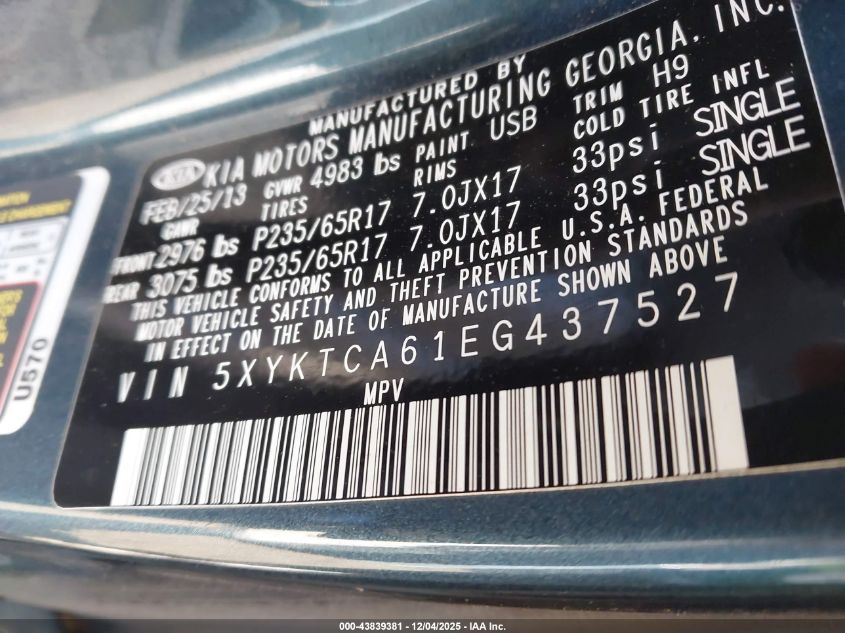 MANUFACTURED BY
KIA KIA MOTORS MANUFACTURING GEORGIA, INC.
FEB/25/13 GVWR 4983 lbs PAINT USB TRIM H9
GAWR TIRES RIMS COLD TIRE INFL
FRONT 2976 lbs P235/65R17 7.0JX17 33psi SINGLE
REAR 3075 lbs P235/65R17 7.0JX17 33psi SINGLE
THIS VEHICLE CONFORMS TO ALL APPLICABLE U.S.A. FEDERAL
MOTOR VEHICLE SAFETY AND THEFT PREVENTION STANDARDS
IN EFFECT ON THE DATE OF MANUFACTURE SHOWN ABOVE
VIN 5XYKTCA61EG437527
MPV
U570
000-43839381 - 12/04/2025 - IAA Inc.